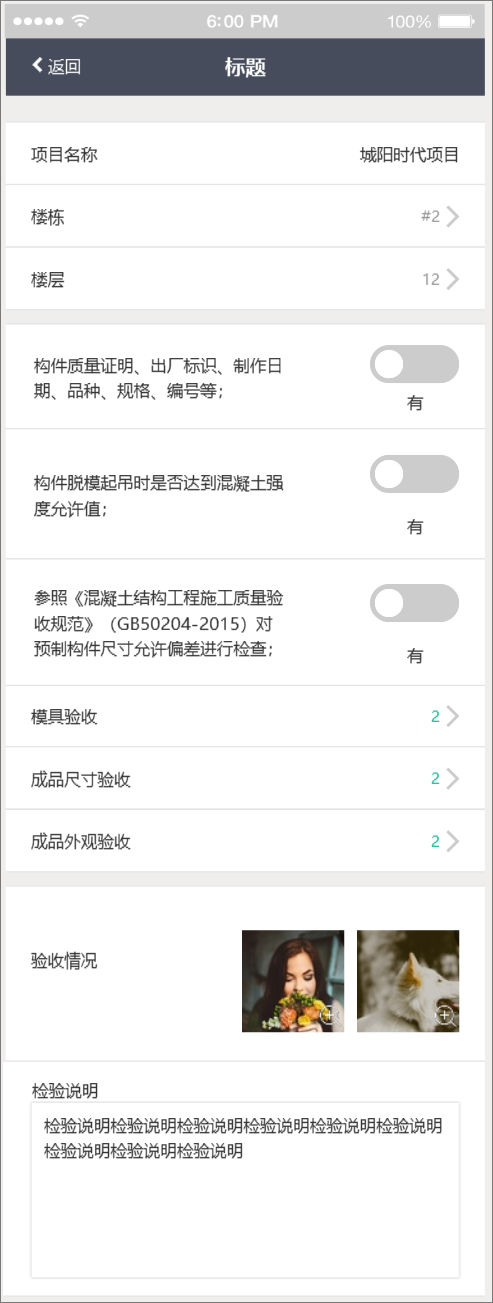 6:00 PM 100%
返回 标题
项目名称 城阳时代项目
楼栋 #2
楼层 12
构件质量证明、出厂标识、制作日
期、品种、规格、编号等；
有
构件脱模起吊时是否达到混凝土强
度允许值；
有
参照《混凝土结构工程施工质量验
收规范》（GB50204-2015）对
预制构件尺寸允许偏差进行检查；
有
模具验收 2
成品尺寸验收 2
成品外观验收 2
验收情况
检验说明
检验说明检验说明检验说明检验说明检验说明检验说明
检验说明检验说明检验说明